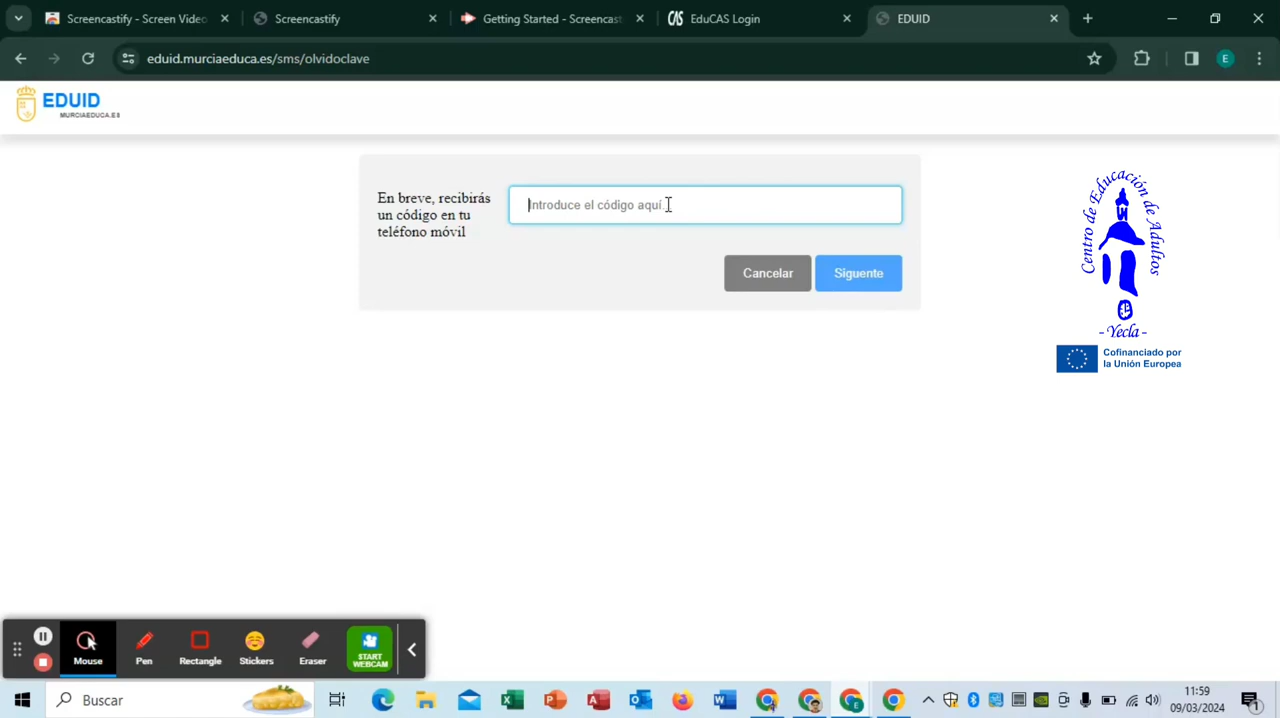 Screencastify - Screen Video
Screencastify
Getting Started - Screencast
EduCAS Login
EDUID
eduid.murciaeduca.es/sms/olvidoclave
E
EDUID
MURCIAEDUCA.ES
En breve, recibirás
un código en tu
teléfono móvil
Introduce el código aquí.
Cancelar
Siguente
Centro de Educación de Adultos
- Yecla -
Cofinanciado por
la Unión Europea
Mouse
Pen
Rectangle
Stickers
Eraser
START
WEBCAM
Buscar
11:59
09/03/2024
1